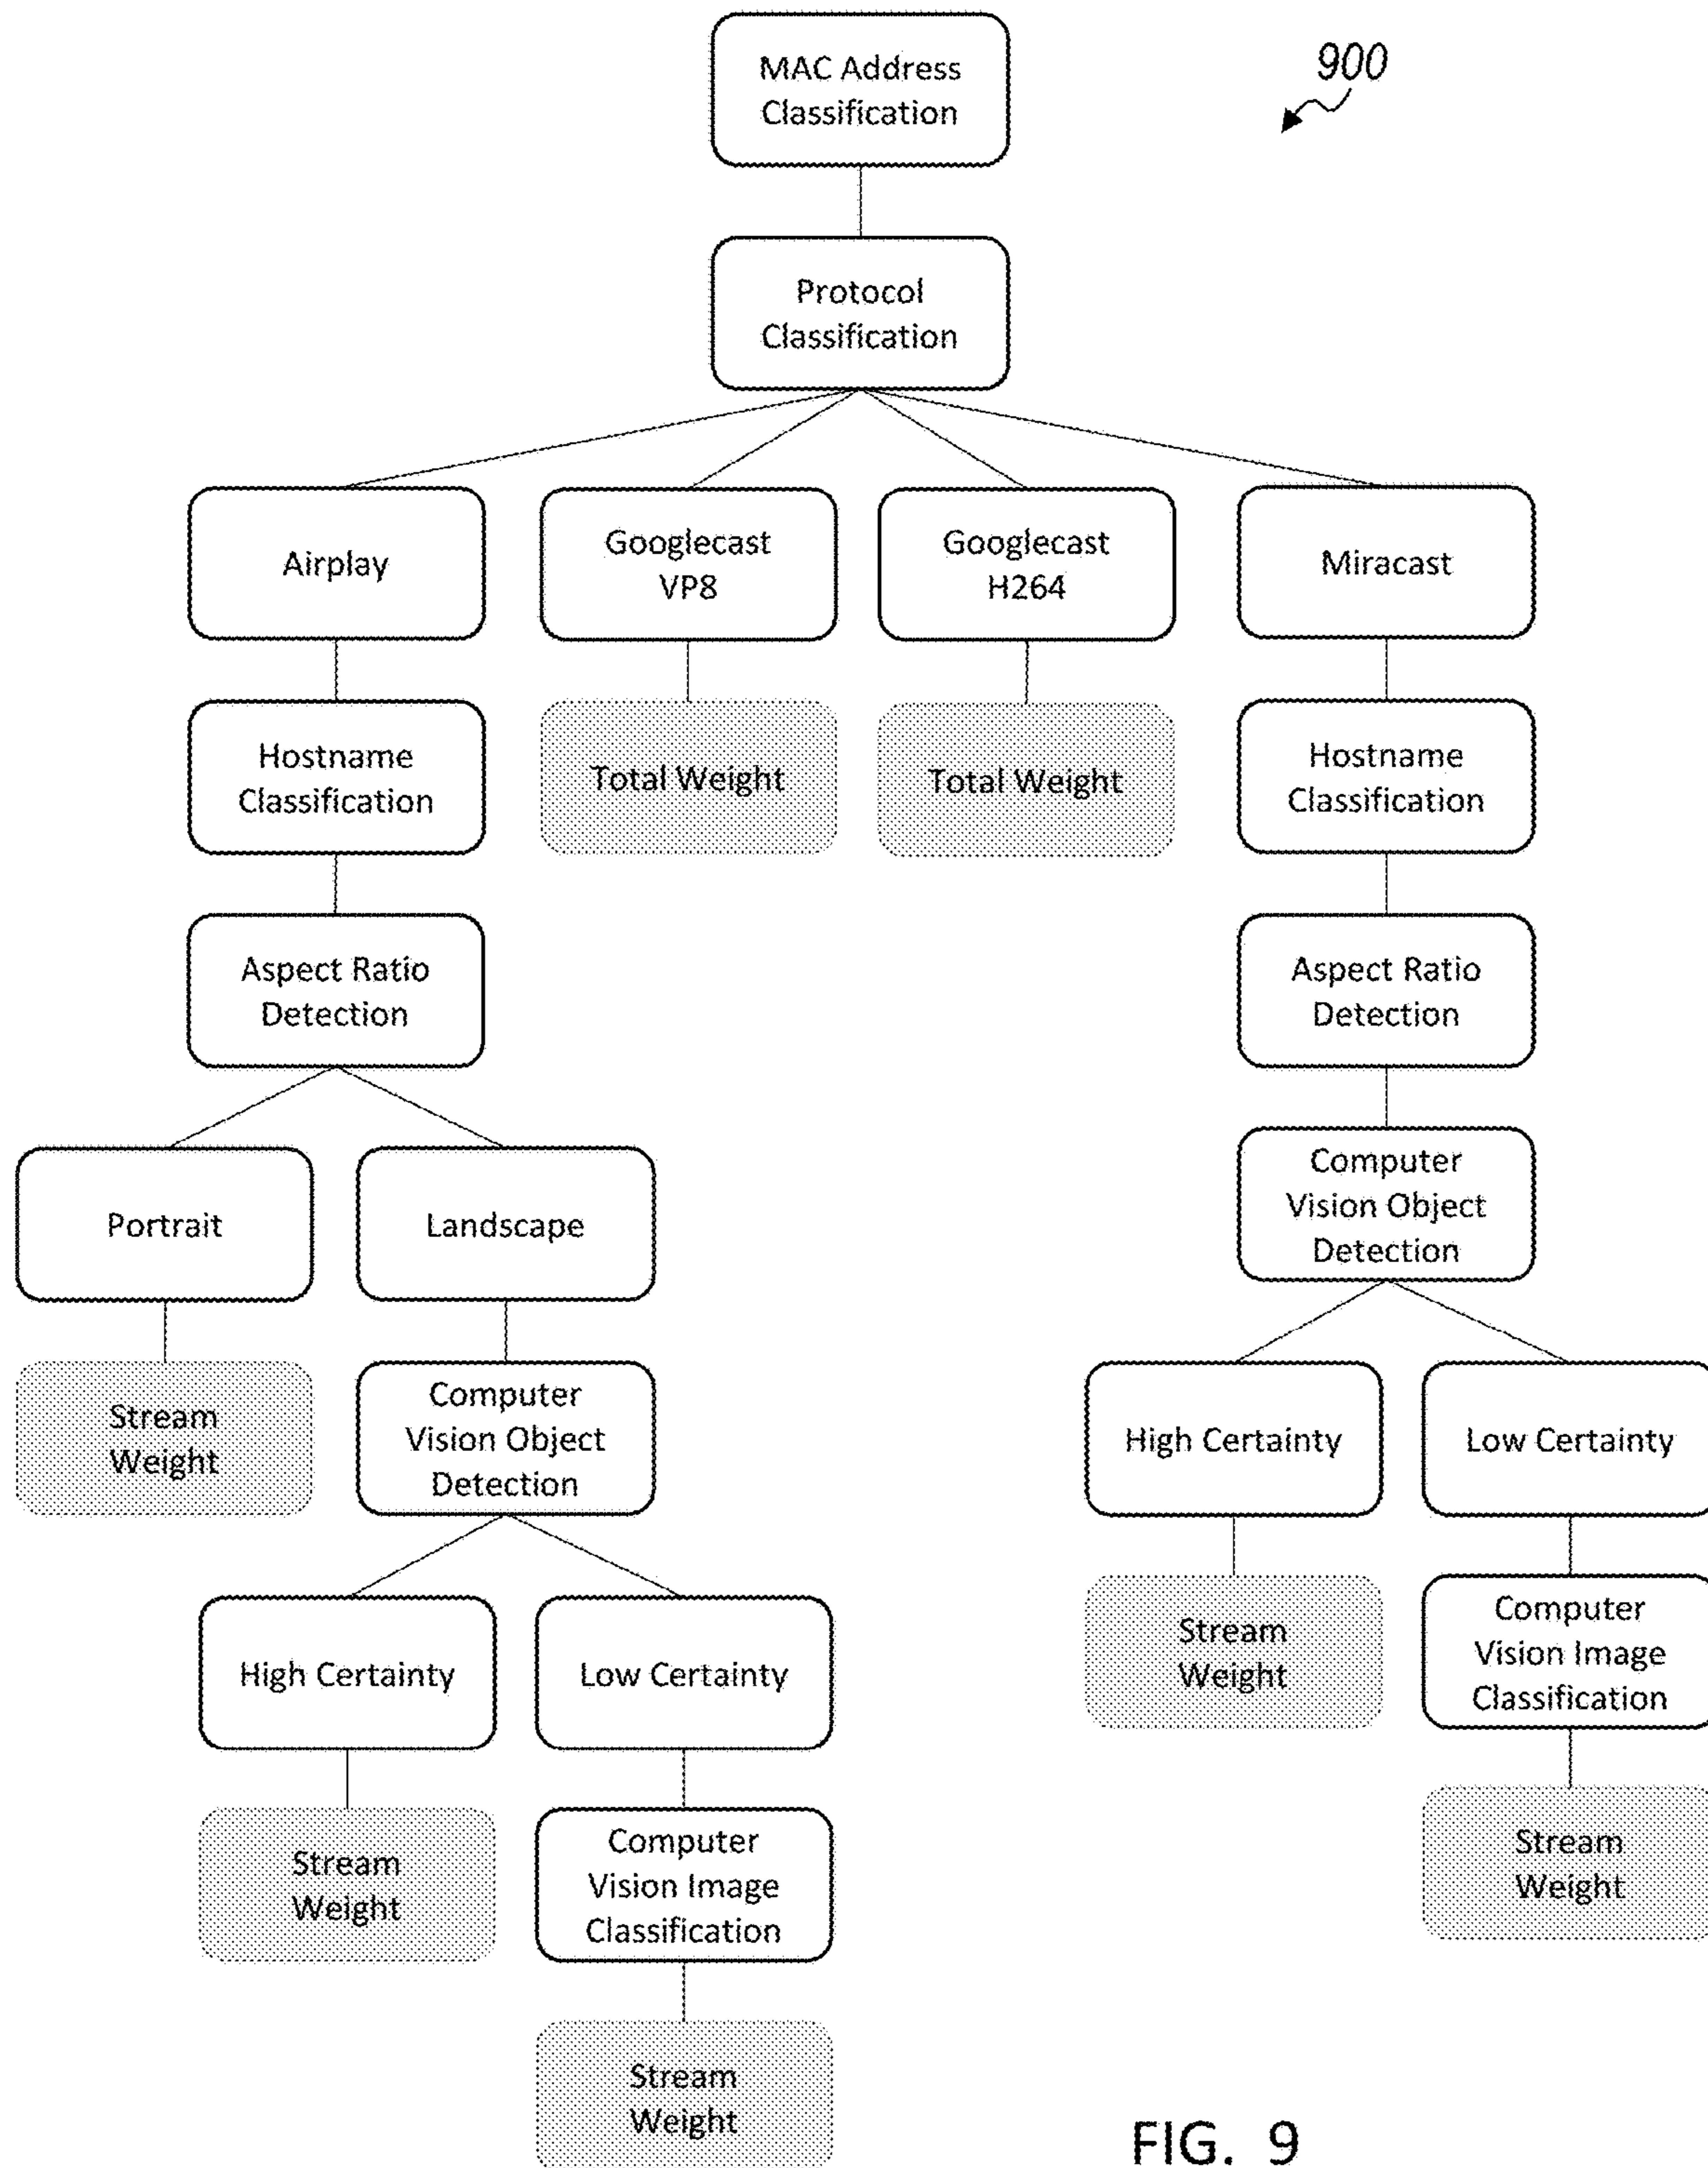 MAC Address
Classification
900
Protocol
Classification
Airplay
Googlecast
VP8
Googlecast
H264
Miracast
Hostname
Classification
Total Weight
Total Weight
Hostname
Classification
Aspect Ratio
Detection
Aspect Ratio
Detection
Portrait
Landscape
Computer
Vision Object
Detection
Stream
Weight
Computer
Vision Object
Detection
High Certainty
Low Certainty
High Certainty
Low Certainty
Stream
Weight
Computer
Vision Image
Classification
Stream
Weight
Computer
Vision Image
Classification
Stream
Weight
Stream
Weight
FIG. 9